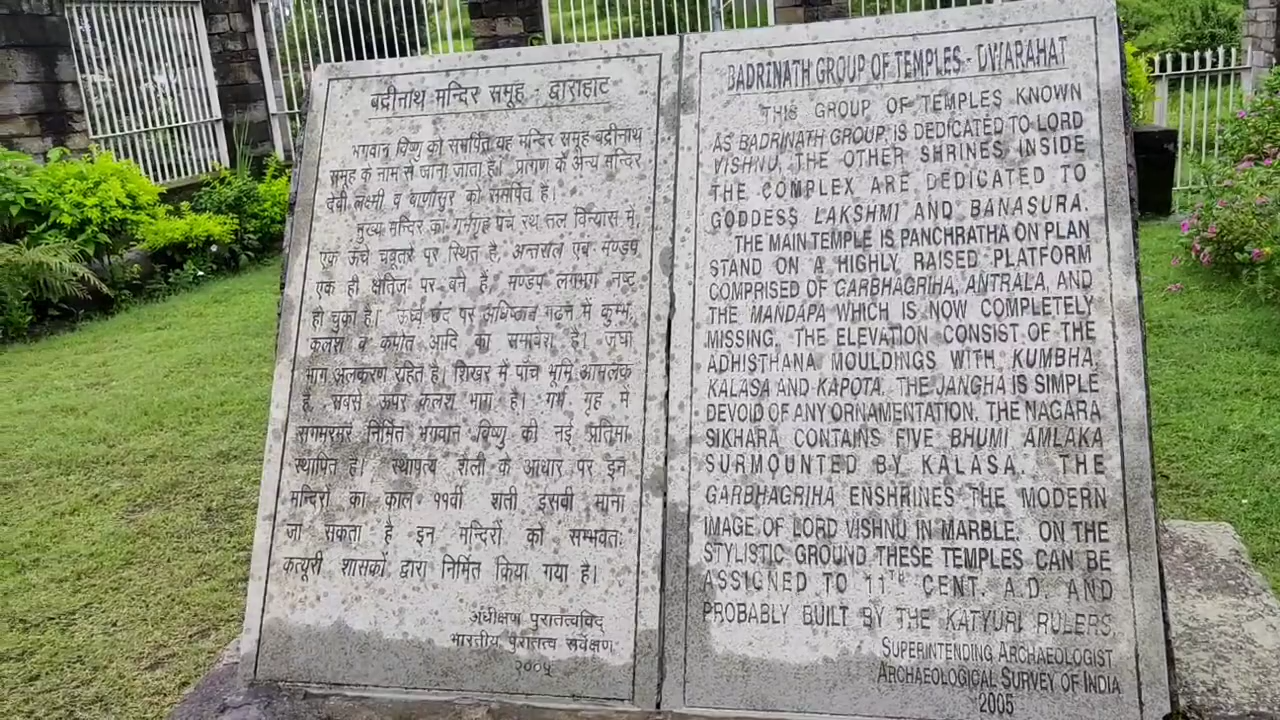 बद्रीनाथ मन्दिर समूह - द्वाराहाट
भगवान विष्णु को समर्पित यह मन्दिर समूह बद्रीनाथ
समूह के नाम से जाना जाता है। प्रांगण के अन्य मन्दिर
देवी लक्ष्मी व बाणासुर को समर्पित है।
मुख्य मन्दिर का गर्भगृह पंच रथ तल विन्यास में,
एक ऊंचे चबूतरे पर स्थित है, अन्तराल एवं मण्डप
एक ही क्षैतिज पर बने हैं, मण्डप लगभग नष्ट
हो चुका है। ऊर्ध्व छंद पर अधिष्ठान गढन में कुम्भ,
कलश व कपोत आदि का समावेश है। जंघा
भाग अलंकरण रहित है। शिखर में पाँच भूमि आमलक
है, सबसे ऊपर कलश भाग है। गर्भ गृह में
संगमरमर निर्मित भगवान विष्णु की नई प्रतिमा
स्थापित है। स्थापत्य शैली के आधार पर इन
मन्दिरों का काल ११वीं शती ईसवी माना
जा सकता है इन मन्दिरों को सम्भवतः
कत्यूरी शासकों द्वारा निर्मित किया गया है।
अधीक्षण पुरातत्वविद्
भारतीय पुरातत्व सर्वेक्षण
२००५
BADRINATH GROUP OF TEMPLES - DWARAHAT
THIS GROUP OF TEMPLES KNOWN
AS BADRINATH GROUP, IS DEDICATED TO LORD
VISHNU, THE OTHER SHRINES INSIDE
THE COMPLEX ARE DEDICATED TO
GODDESS LAKSHMI AND BANASURA.
THE MAIN TEMPLE IS PANCHRATHA ON PLAN
STAND ON A HIGHLY RAISED PLATFORM
COMPRISED OF GARBHAGRIHA, ANTRALA, AND
THE MANDAPA WHICH IS NOW COMPLETELY
MISSING. THE ELEVATION CONSIST OF THE
ADHISTHANA MOULDINGS WITH KUMBHA,
KALASA AND KAPOTA. THE JANGHA IS SIMPLE
DEVOID OF ANY ORNAMENTATION. THE NAGARA
SIKHARA CONTAINS FIVE BHUMI AMLAKA
SURMOUNTED BY KALASA. THE
GARBHAGRIHA ENSHRINES THE MODERN
IMAGE OF LORD VISHNU IN MARBLE. ON THE
STYLISTIC GROUND THESE TEMPLES CAN BE
ASSIGNED TO 11TH CENT. A.D. AND
PROBABLY BUILT BY THE KATYURI RULERS
SUPERINTENDING ARCHAEOLOGIST
ARCHAEOLOGICAL SURVEY OF INDIA
2005